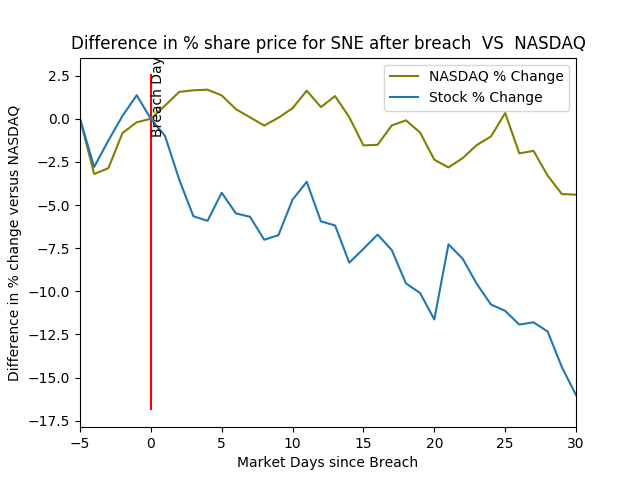 Difference in % share price for SNE after breach  VS  NASDAQ
Difference in % change versus NASDAQ
2.5
0.0
−2.5
−5.0
−7.5
−10.0
−12.5
−15.0
−17.5
Breach Day
NASDAQ % Change
Stock % Change
−5
0
5
10
15
20
25
30
Market Days since Breach